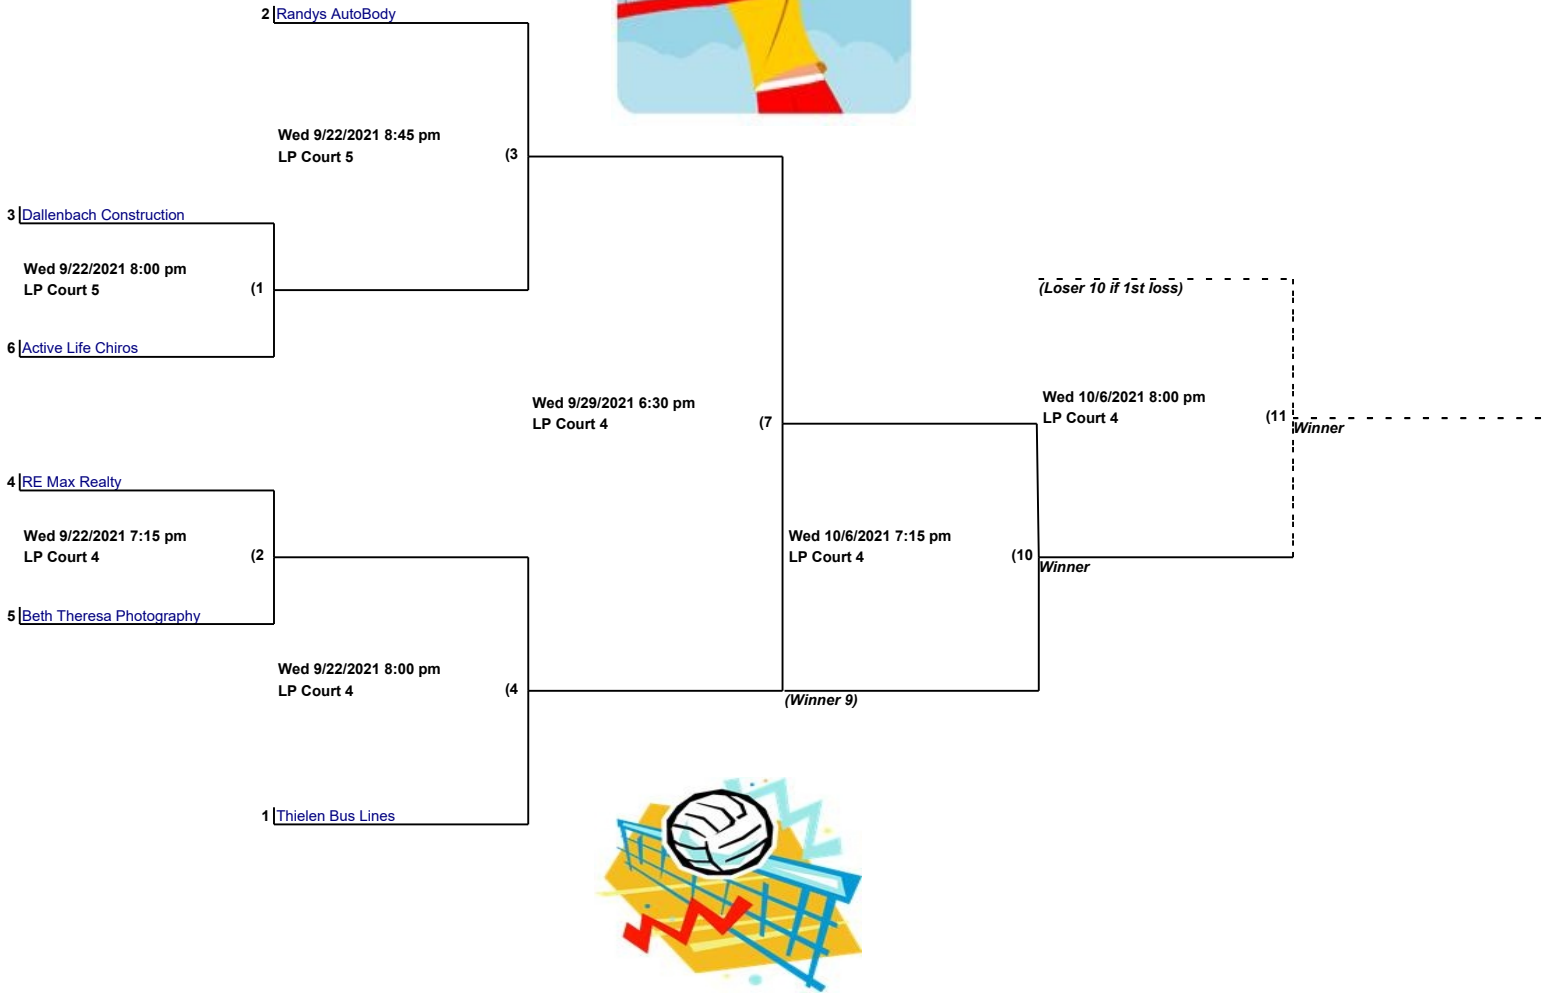 2 Randys AutoBody
Wed 9/22/2021 8:45 pm
LP Court 5
(3
3 Dallenbach Construction
Wed 9/22/2021 8:00 pm
LP Court 5
(1
(Loser 10 if 1st loss)
6 Active Life Chiros
Wed 9/29/2021 6:30 pm
LP Court 4
(7
Wed 10/6/2021 8:00 pm
LP Court 4
(11
Winner
4 RE Max Realty
Wed 9/22/2021 7:15 pm
LP Court 4
(2
Wed 10/6/2021 7:15 pm
LP Court 4
(10
Winner
5 Beth Theresa Photography
Wed 9/22/2021 8:00 pm
LP Court 4
(4
(Winner 9)
1 Thielen Bus Lines